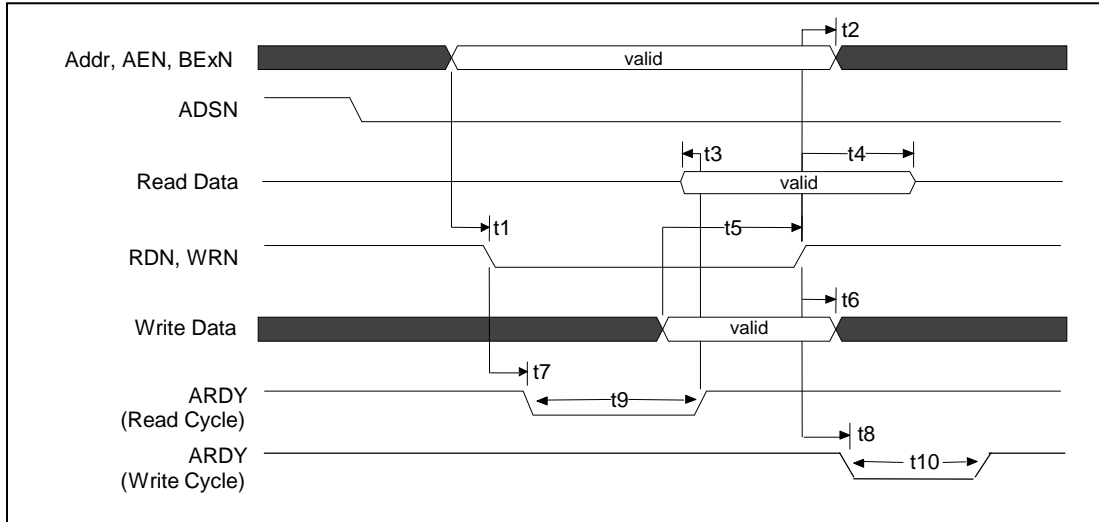 t2
Addr, AEN, BExN
valid
ADSN
t3
t4
Read Data
valid
t1
t5
RDN, WRN
t6
Write Data
valid
t7
ARDY
(Read Cycle)
t9
t8
ARDY
(Write Cycle)
t10